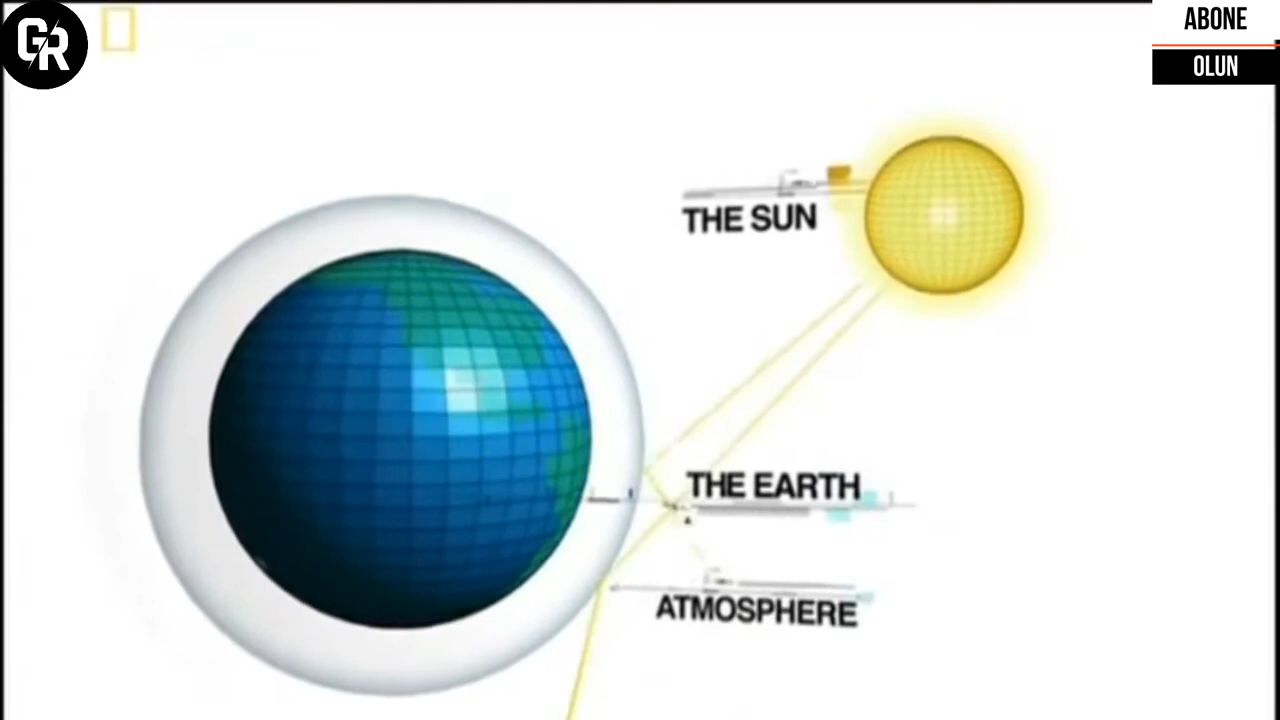 GR
ABONE
OLUN
THE SUN
THE EARTH
ATMOSPHERE